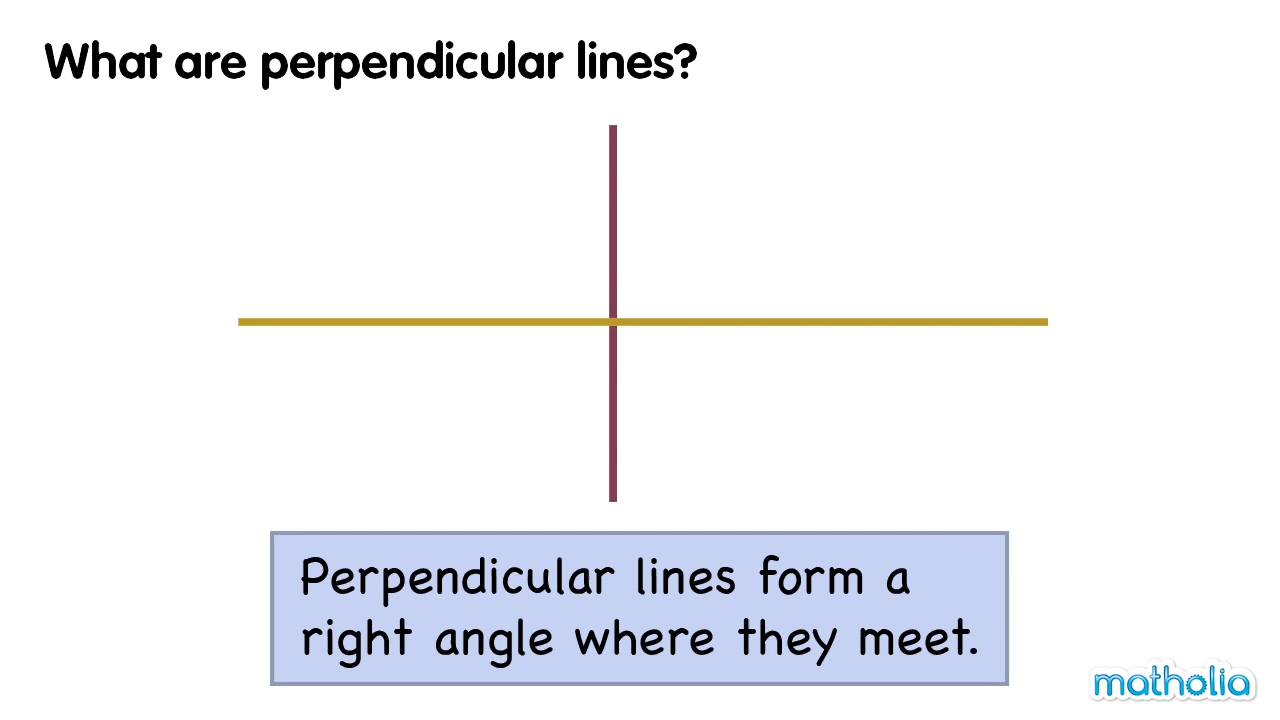 What are perpendicular lines?
Perpendicular lines form a
right angle where they meet.
matholia